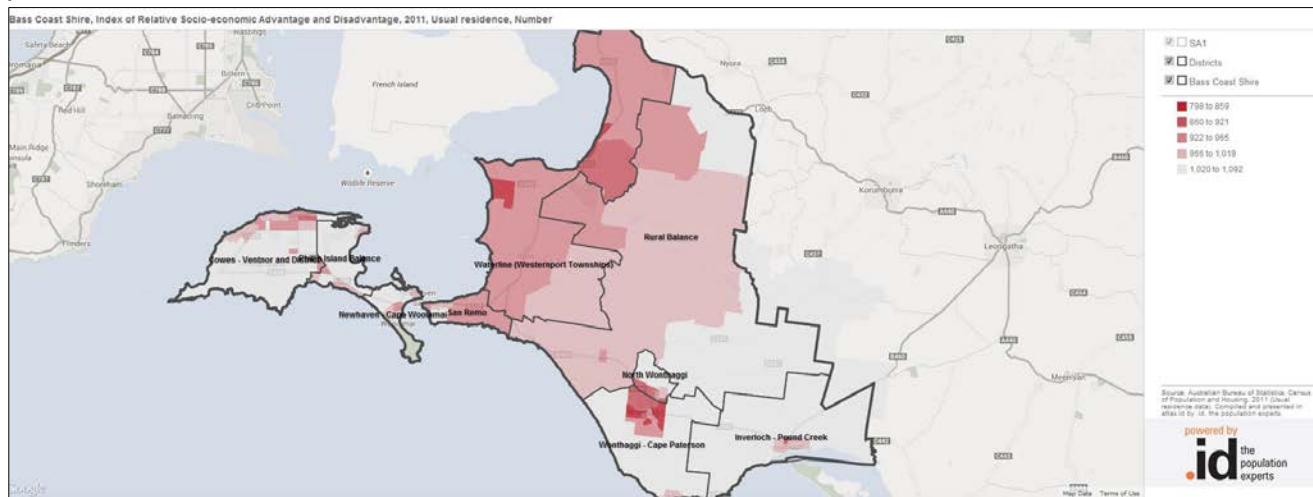 Bass Coast Shire, Index of Relative Socio-economic Advantage and Disadvantage, 2011, Usual residence, Number
Hastings
Safety Beach
Bittern
Crib Point
Red Hill
Balnarring
Main Ridge
Shoreham
Flinders
French Island
Wildlife Reserve
Nyora
Loch
Korumburra
Leongatha
Meeniyan
Rural Balance
Waterline (Westernport Townships)
Cowes - Ventnor and District
Phillip Island Balance
Newhaven - Cape Woolamai
San Remo
North Wonthaggi
Wonthaggi - Cape Paterson
Inverloch - Pound Creek
Google
Map Data
Terms of Use
SA1
Districts
Bass Coast Shire
798 to 859
860 to 921
922 to 965
966 to 1,019
1,020 to 1,092
Source: Australian Bureau of Statistics, Census
of Population and Housing, 2011 (Usual
residence data). Compiled and presented in
atlas.id by .id, the population experts.
powered by
.id the
population
experts